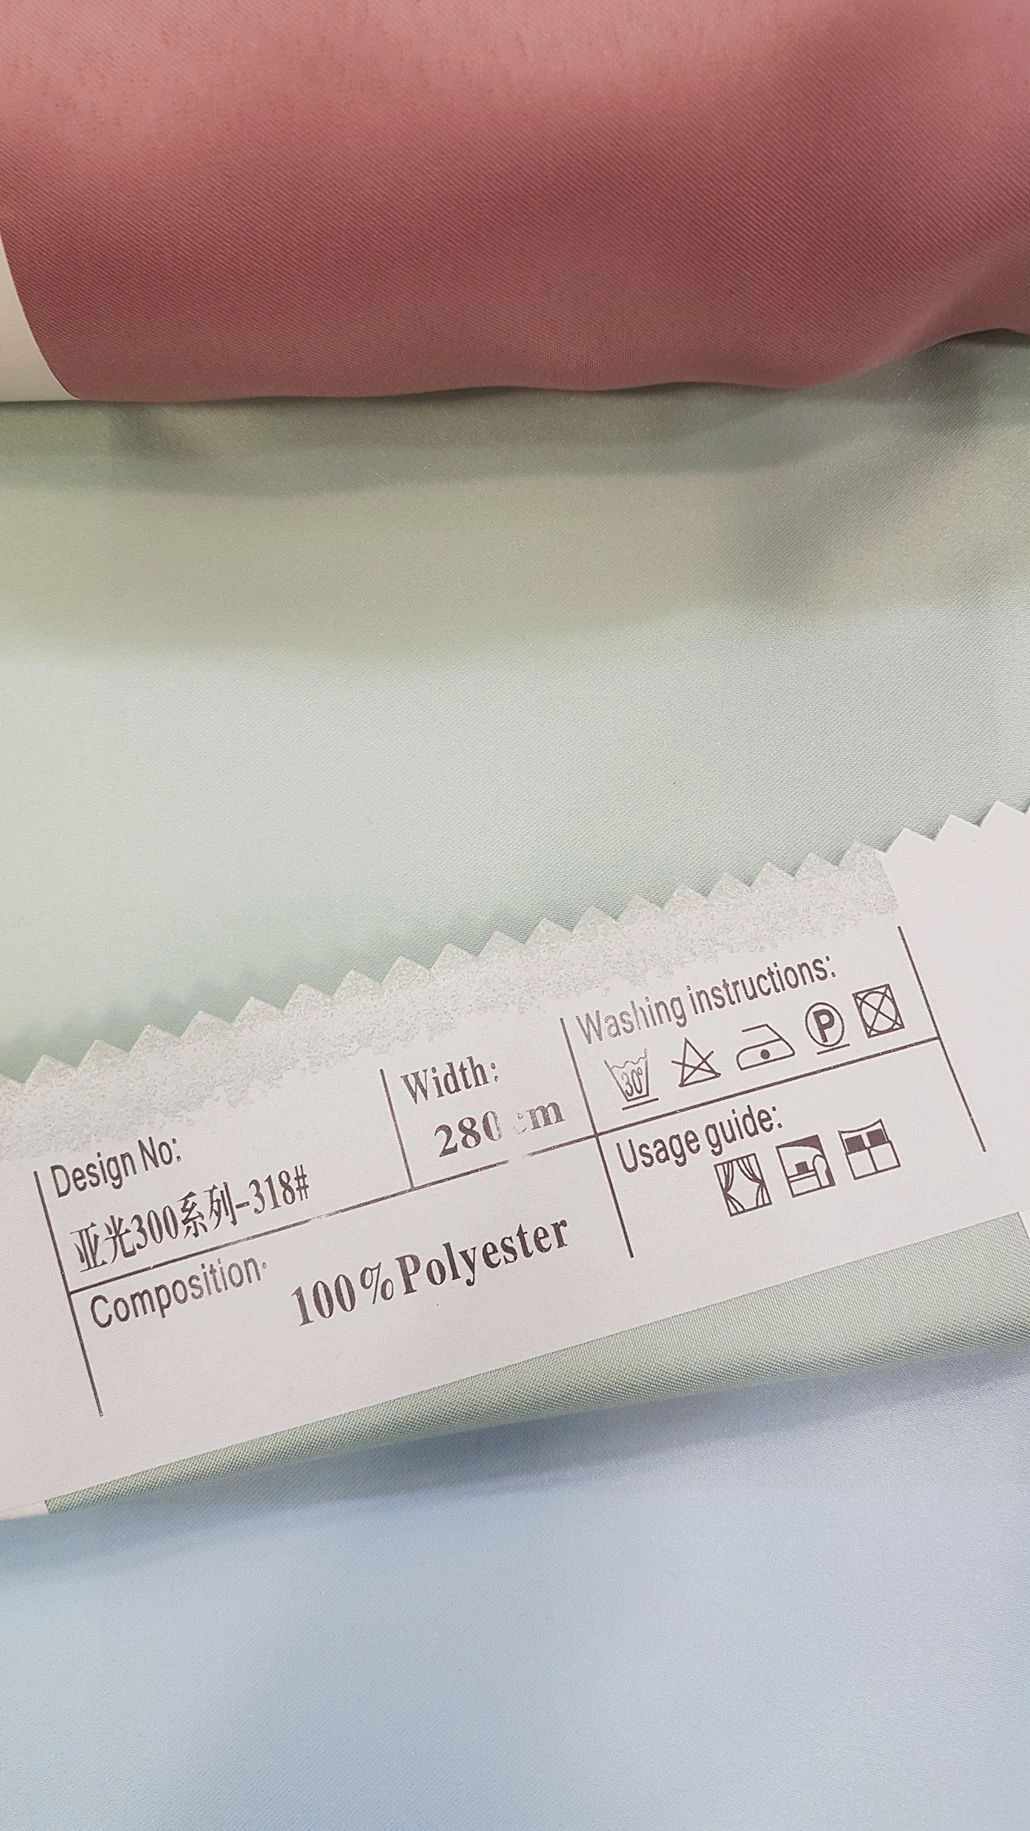 Design No:
亚光300系列-318#
Width:
280 cm
Washing instructions:
30°
P
Composition:
100%Polyester
Usage guide: